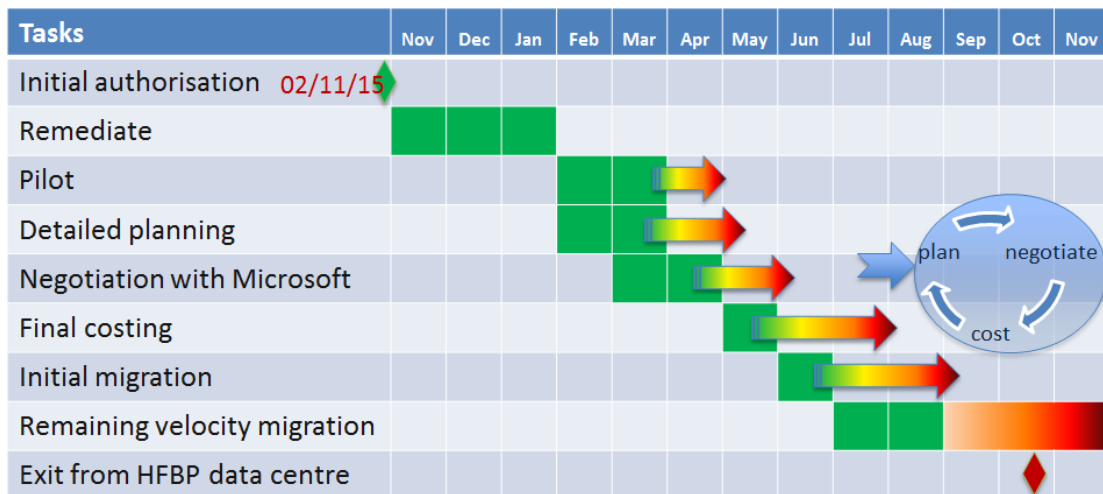 Tasks Nov Dec Jan Feb Mar Apr May Jun Jul Aug Sep Oct Nov
Initial authorisation 02/11/15
Remediate
Pilot
Detailed planning
plan negotiate
Negotiation with Microsoft
Final costing
cost
Initial migration
Remaining velocity migration
Exit from HFBP data centre